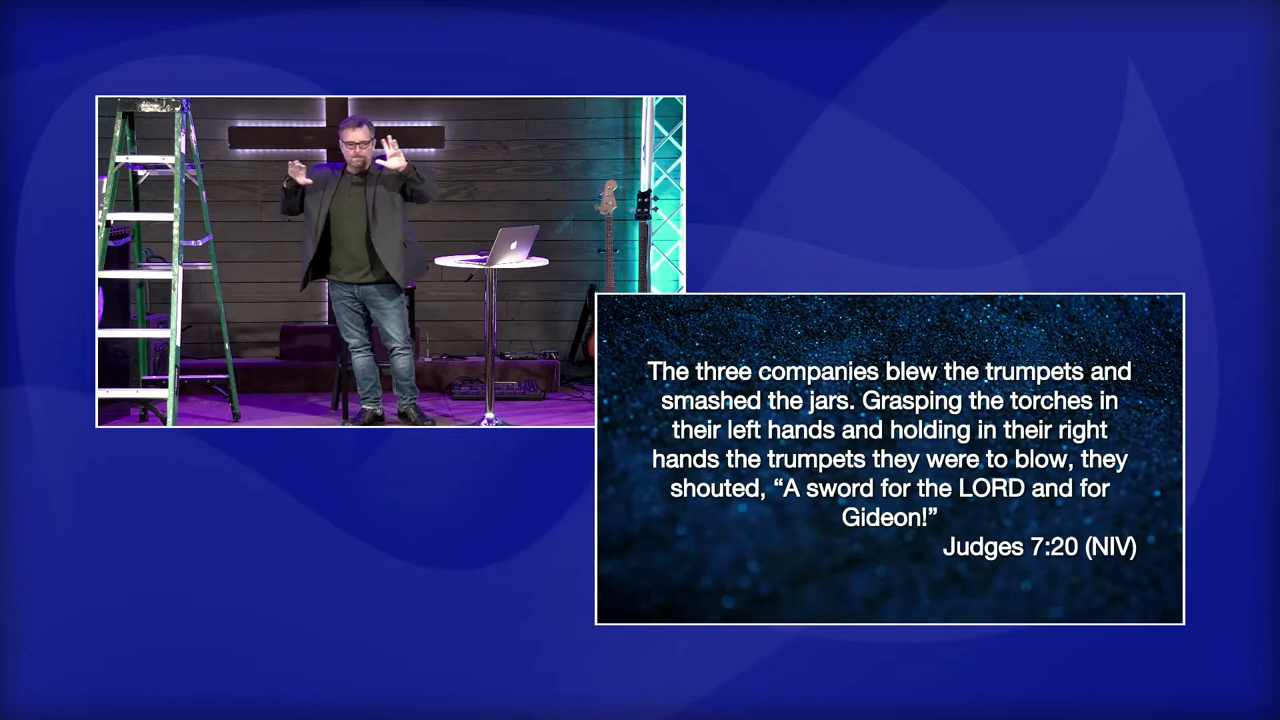 The three companies blew the trumpets and
smashed the jars. Grasping the torches in
their left hands and holding in their right
hands the trumpets they were to blow, they
shouted, “A sword for the LORD and for
Gideon!”
Judges 7:20 (NIV)